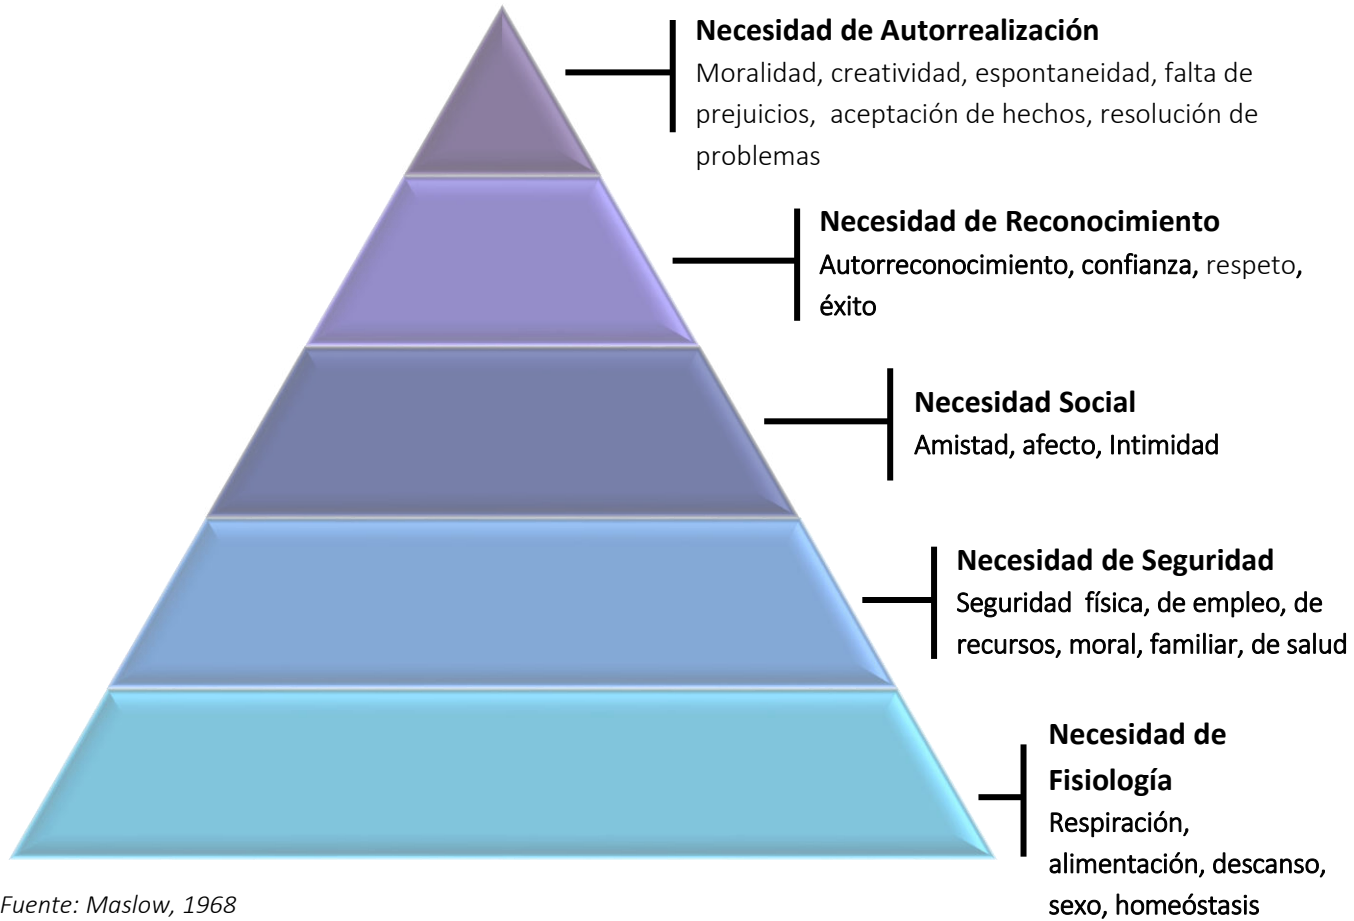 Necesidad de Autorrealización
Moralidad, creatividad, espontaneidad, falta de
prejuicios,  aceptación de hechos, resolución de
problemas
Necesidad de Reconocimiento
Autorreconocimiento, confianza, respeto,
éxito
Necesidad Social
Amistad, afecto, Intimidad
Necesidad de Seguridad
Seguridad  física, de empleo, de
recursos, moral, familiar, de salud
Necesidad de
Fisiología
Respiración,
alimentación, descanso,
sexo, homeóstasis
Fuente: Maslow, 1968